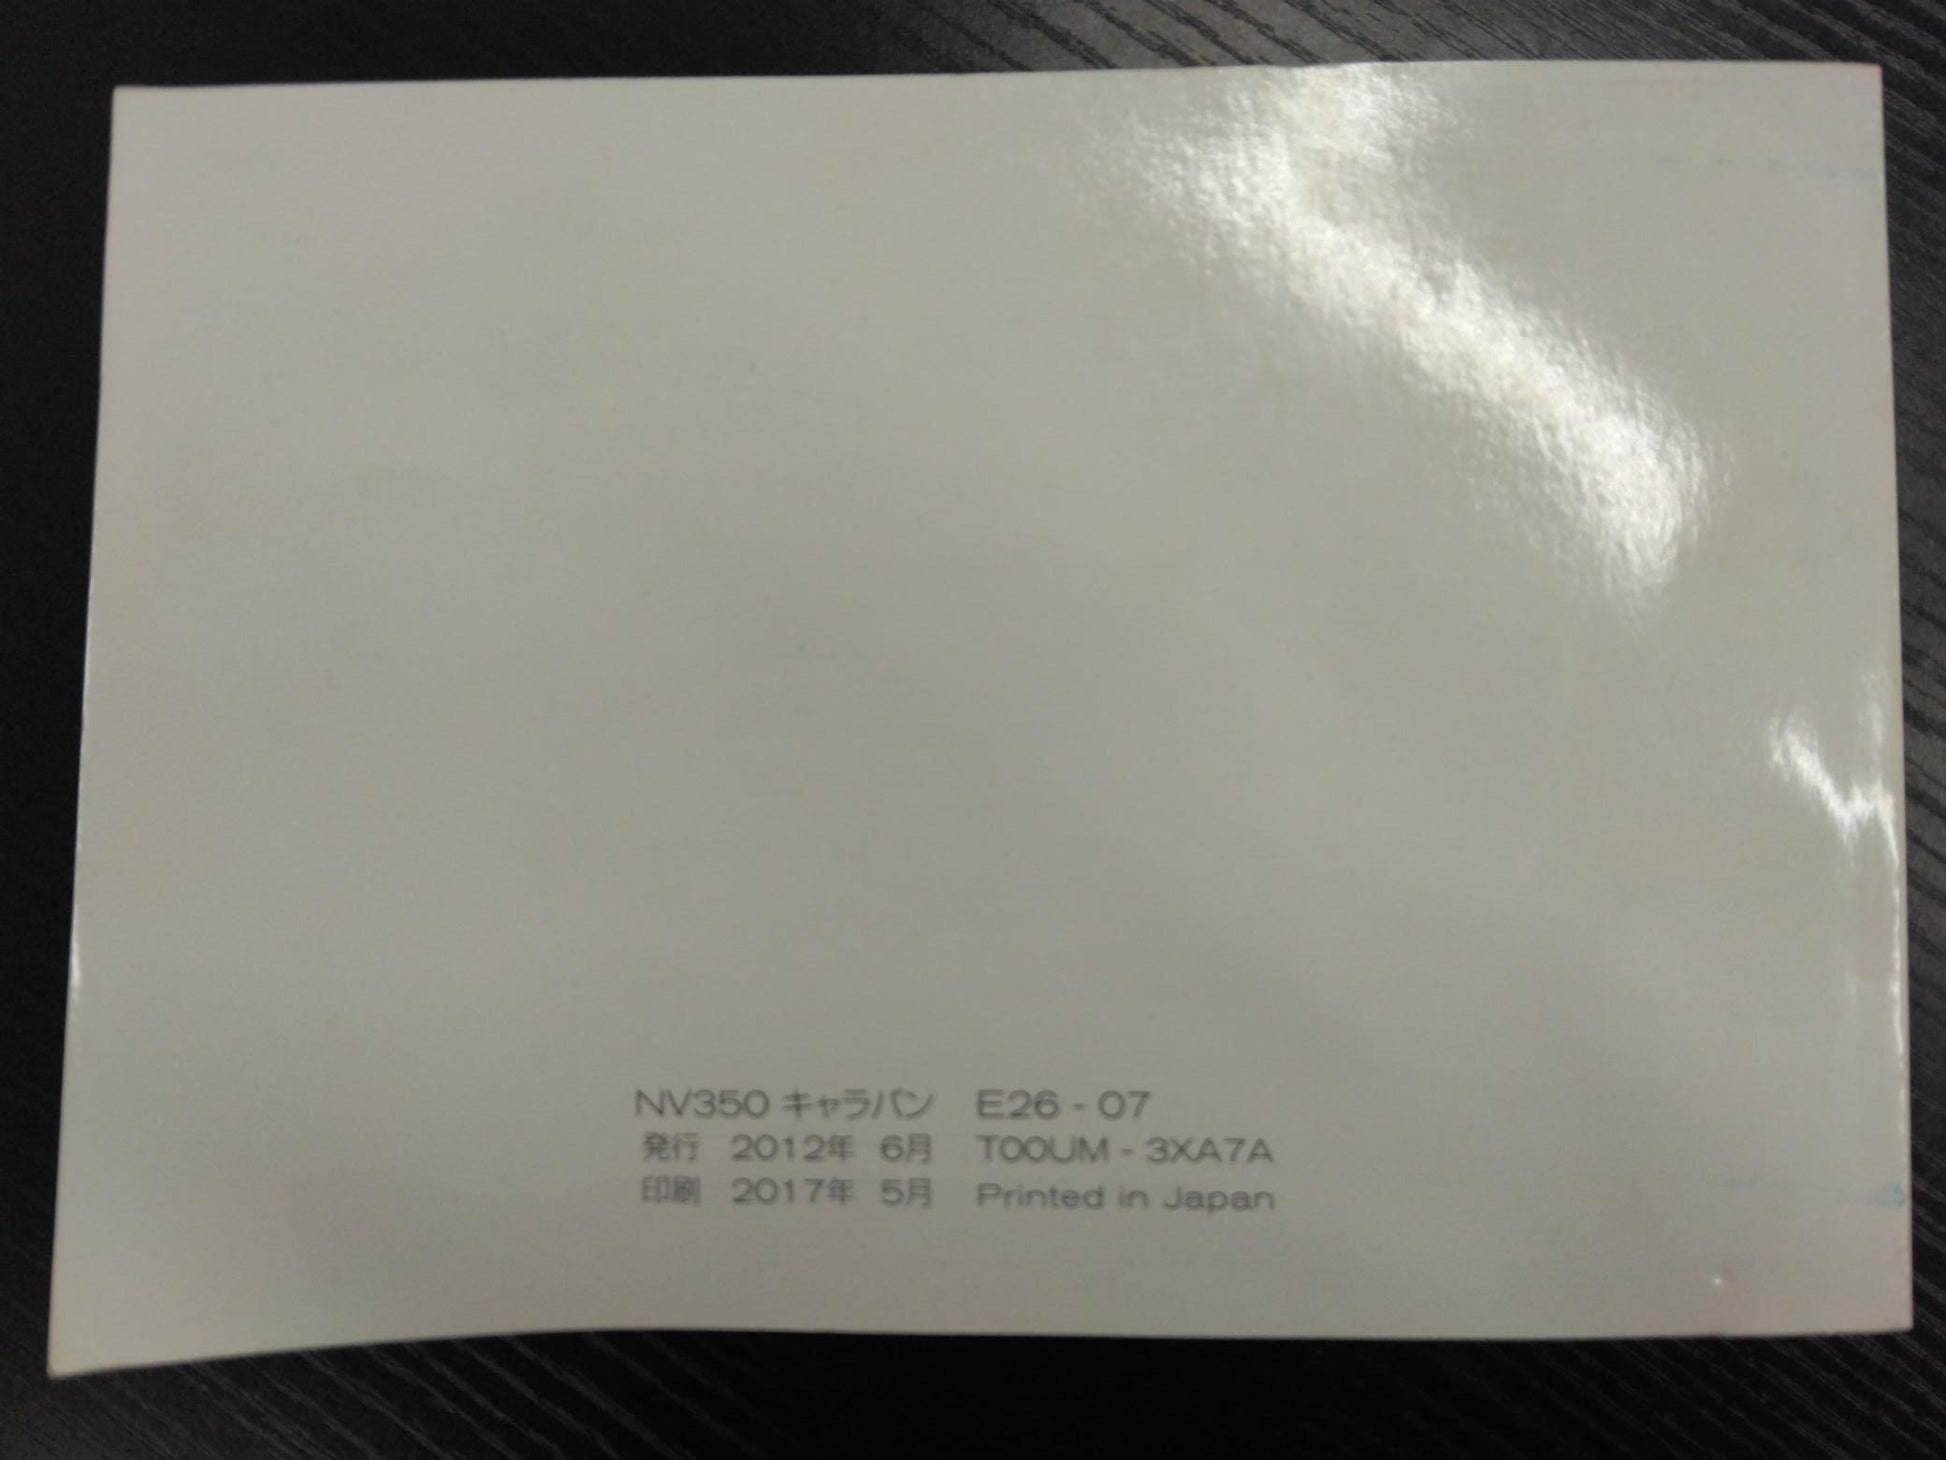 NV350 キャラバン E26 - 07
発行 2012年 6月 T00UM - 3XA7A
印刷 2017年 5月 Printed in Japan